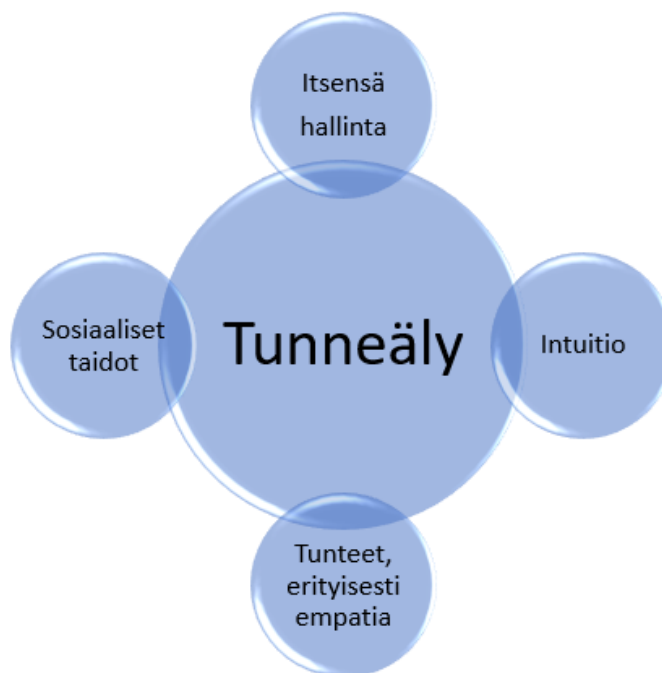 Itsensä
hallinta
Sosiaaliset
taidot
Tunneäly
Intuitio
Tunteet,
erityisesti
empatia